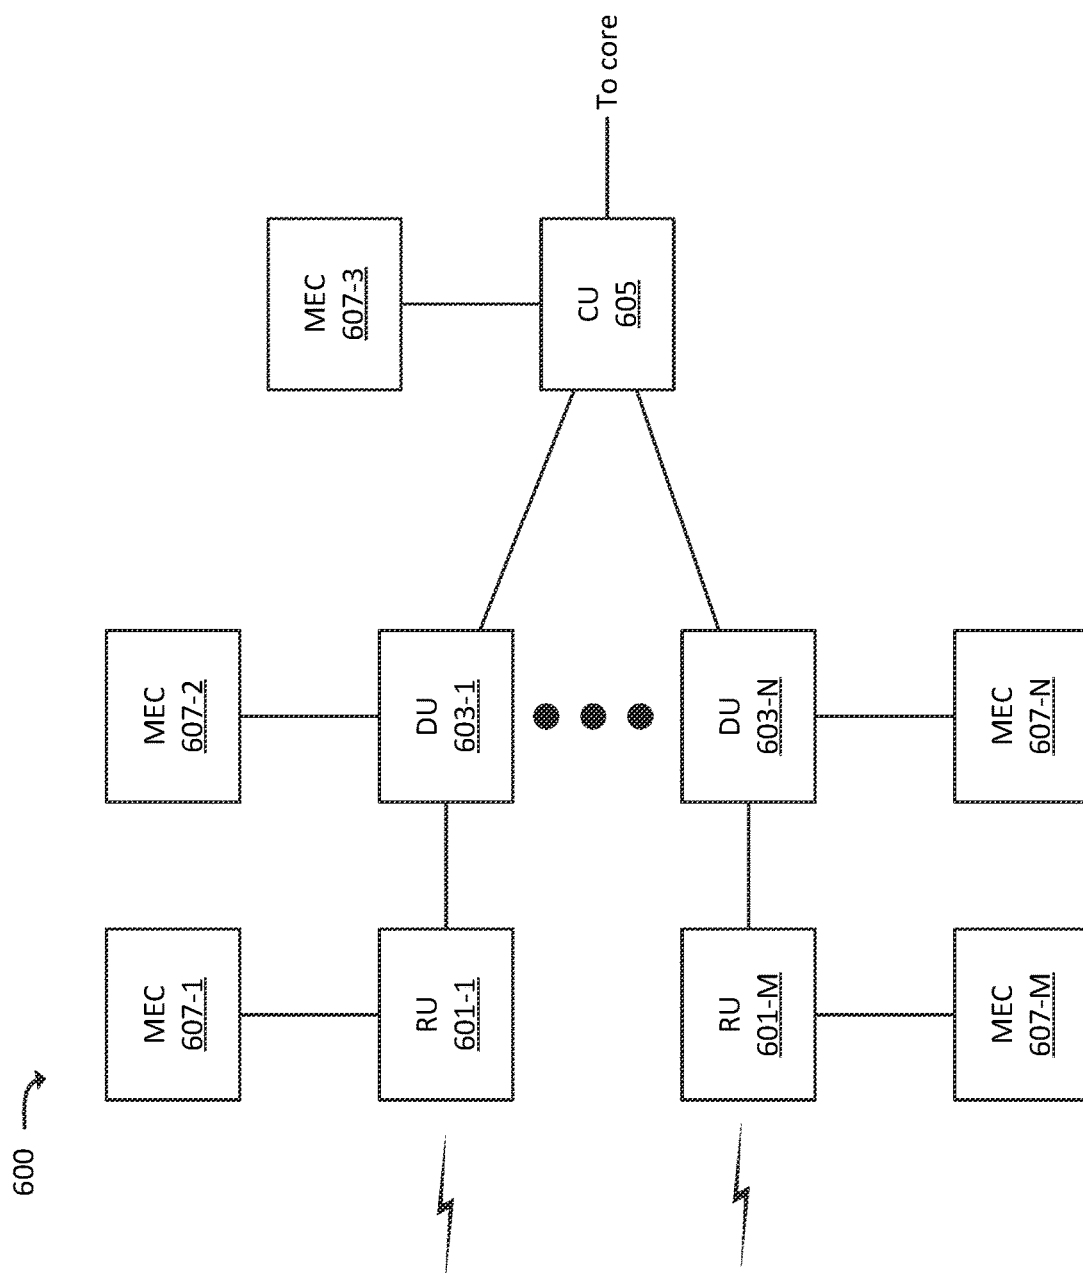 600
MEC
607-1
MEC
607-2
MEC
607-3
RU
601-1
DU
603-1
CU
605
To core
RU
601-M
DU
603-N
MEC
607-M
MEC
607-N